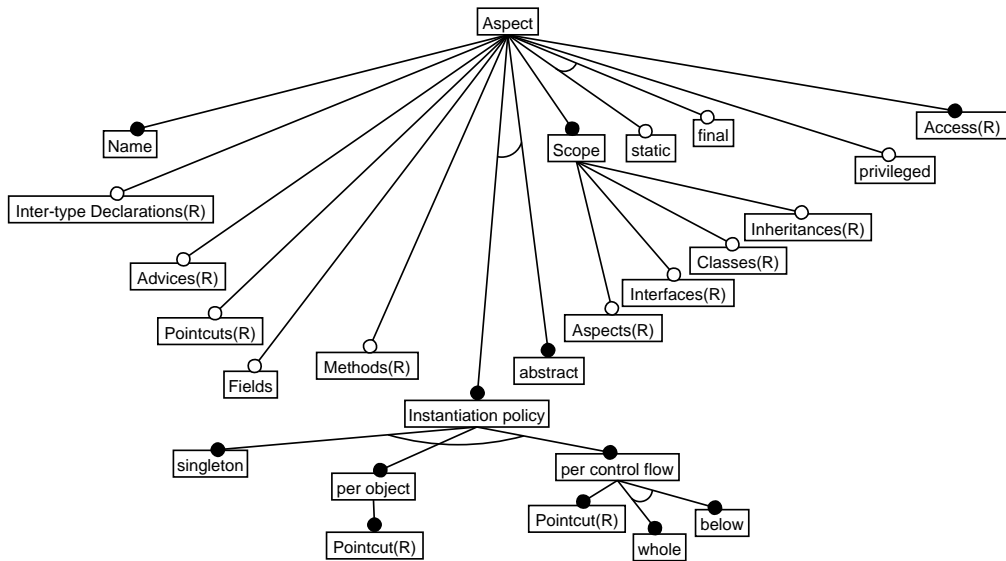 Aspect
Name
Scope
static
final
Access(R)
privileged
Inter-type Declarations(R)
Inheritances(R)
Advices(R)
Classes(R)
Interfaces(R)
Pointcuts(R)
Aspects(R)
Fields
Methods(R)
abstract
Instantiation policy
singleton
per object
per control flow
Pointcut(R)
Pointcut(R)
whole
below